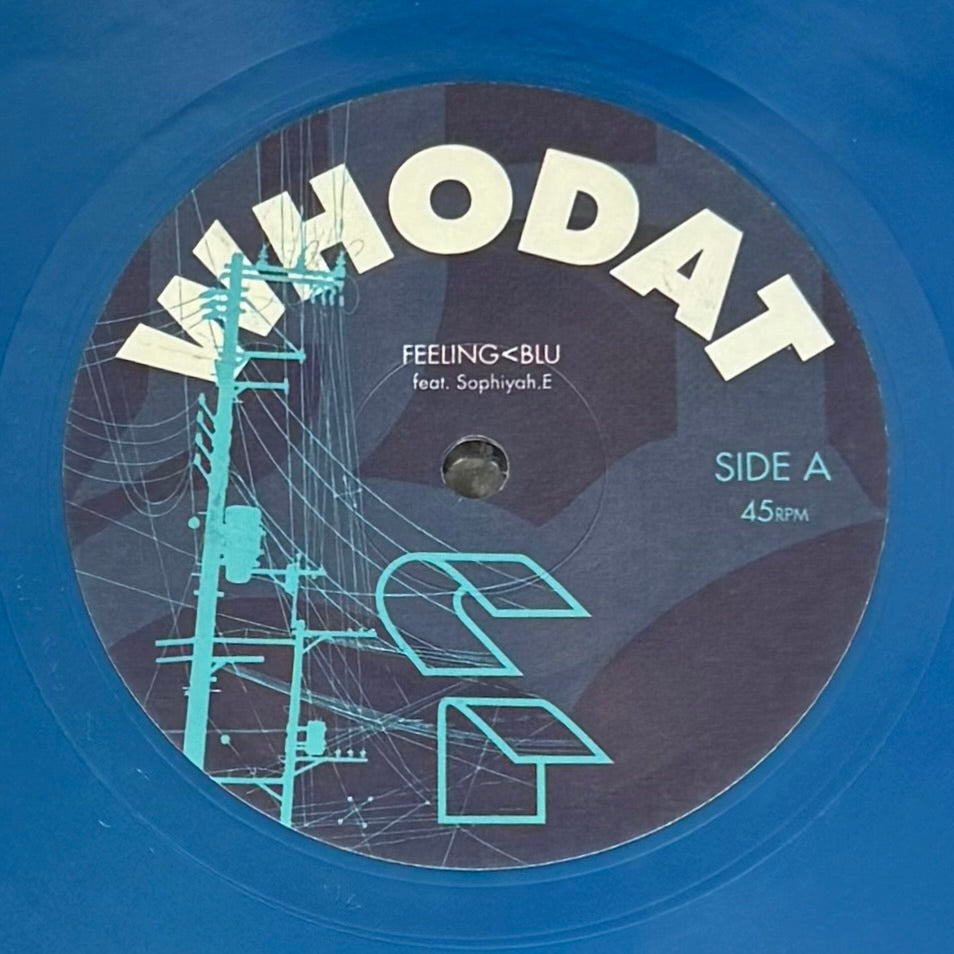 WHODAT
FEELING<BLU
feat. Sophiyah.E
SIDE A
45RPM